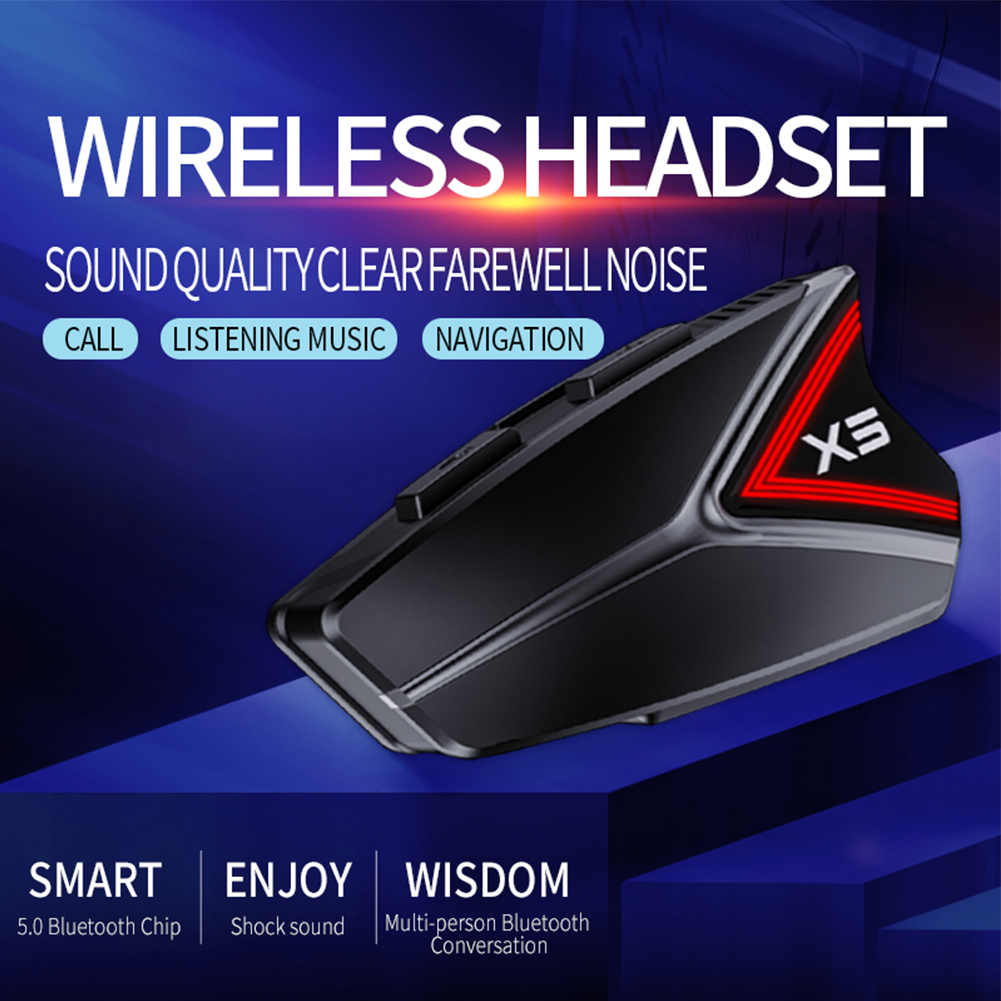 WIRELESS HEADSET
SOUND QUALITY CLEAR FAREWELL NOISE
CALL LISTENING MUSIC NAVIGATION
X5
SMART ENJOY WISDOM
5.0 Bluetooth Chip Shock sound Multi-person Bluetooth
Conversation